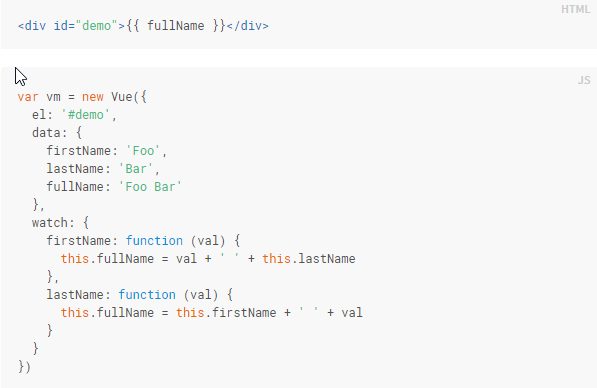 HTML
<div id="demo">{{ fullName }}</div>
JS
var vm = new Vue({
  el: '#demo',
  data: {
    firstName: 'Foo',
    lastName: 'Bar',
    fullName: 'Foo Bar'
  },
  watch: {
    firstName: function (val) {
      this.fullName = val + ' ' + this.lastName
    },
    lastName: function (val) {
      this.fullName = this.firstName + ' ' + val
    }
  }
})